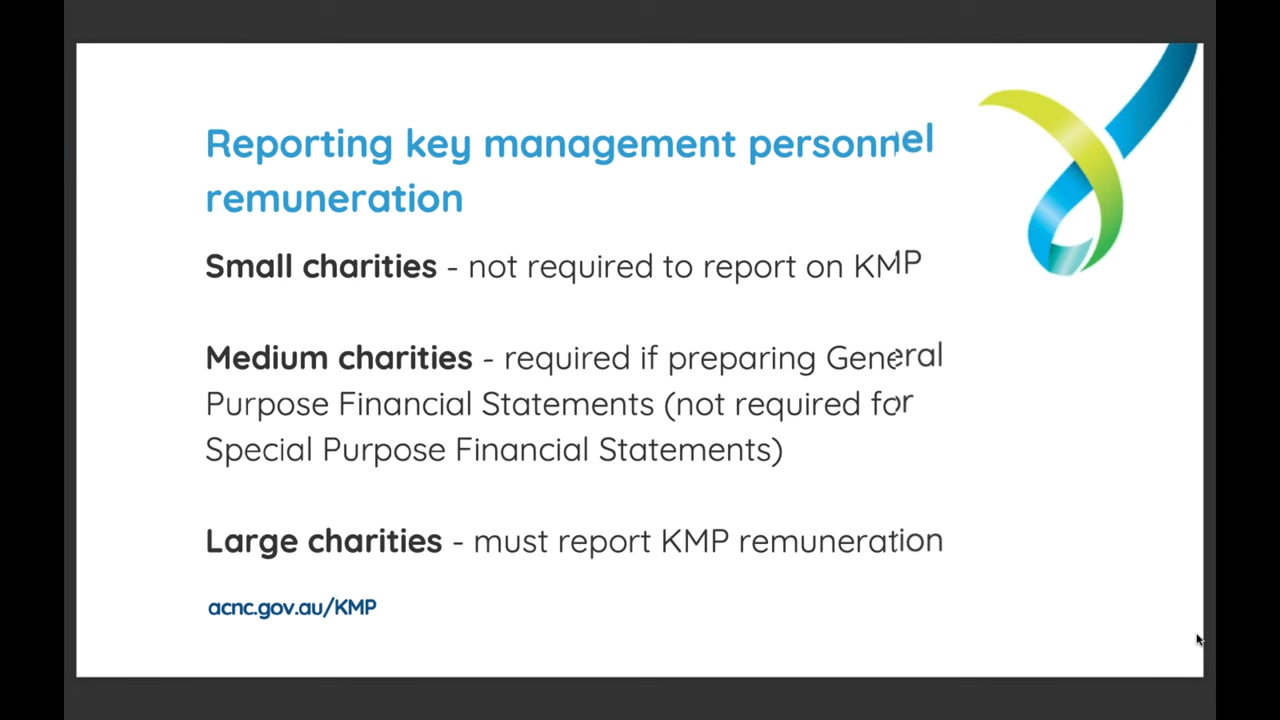 Reporting key management personnel
remuneration
Small charities - not required to report on KMP
Medium charities - required if preparing General
Purpose Financial Statements (not required for
Special Purpose Financial Statements)
Large charities - must report KMP remuneration
acnc.gov.au/KMP